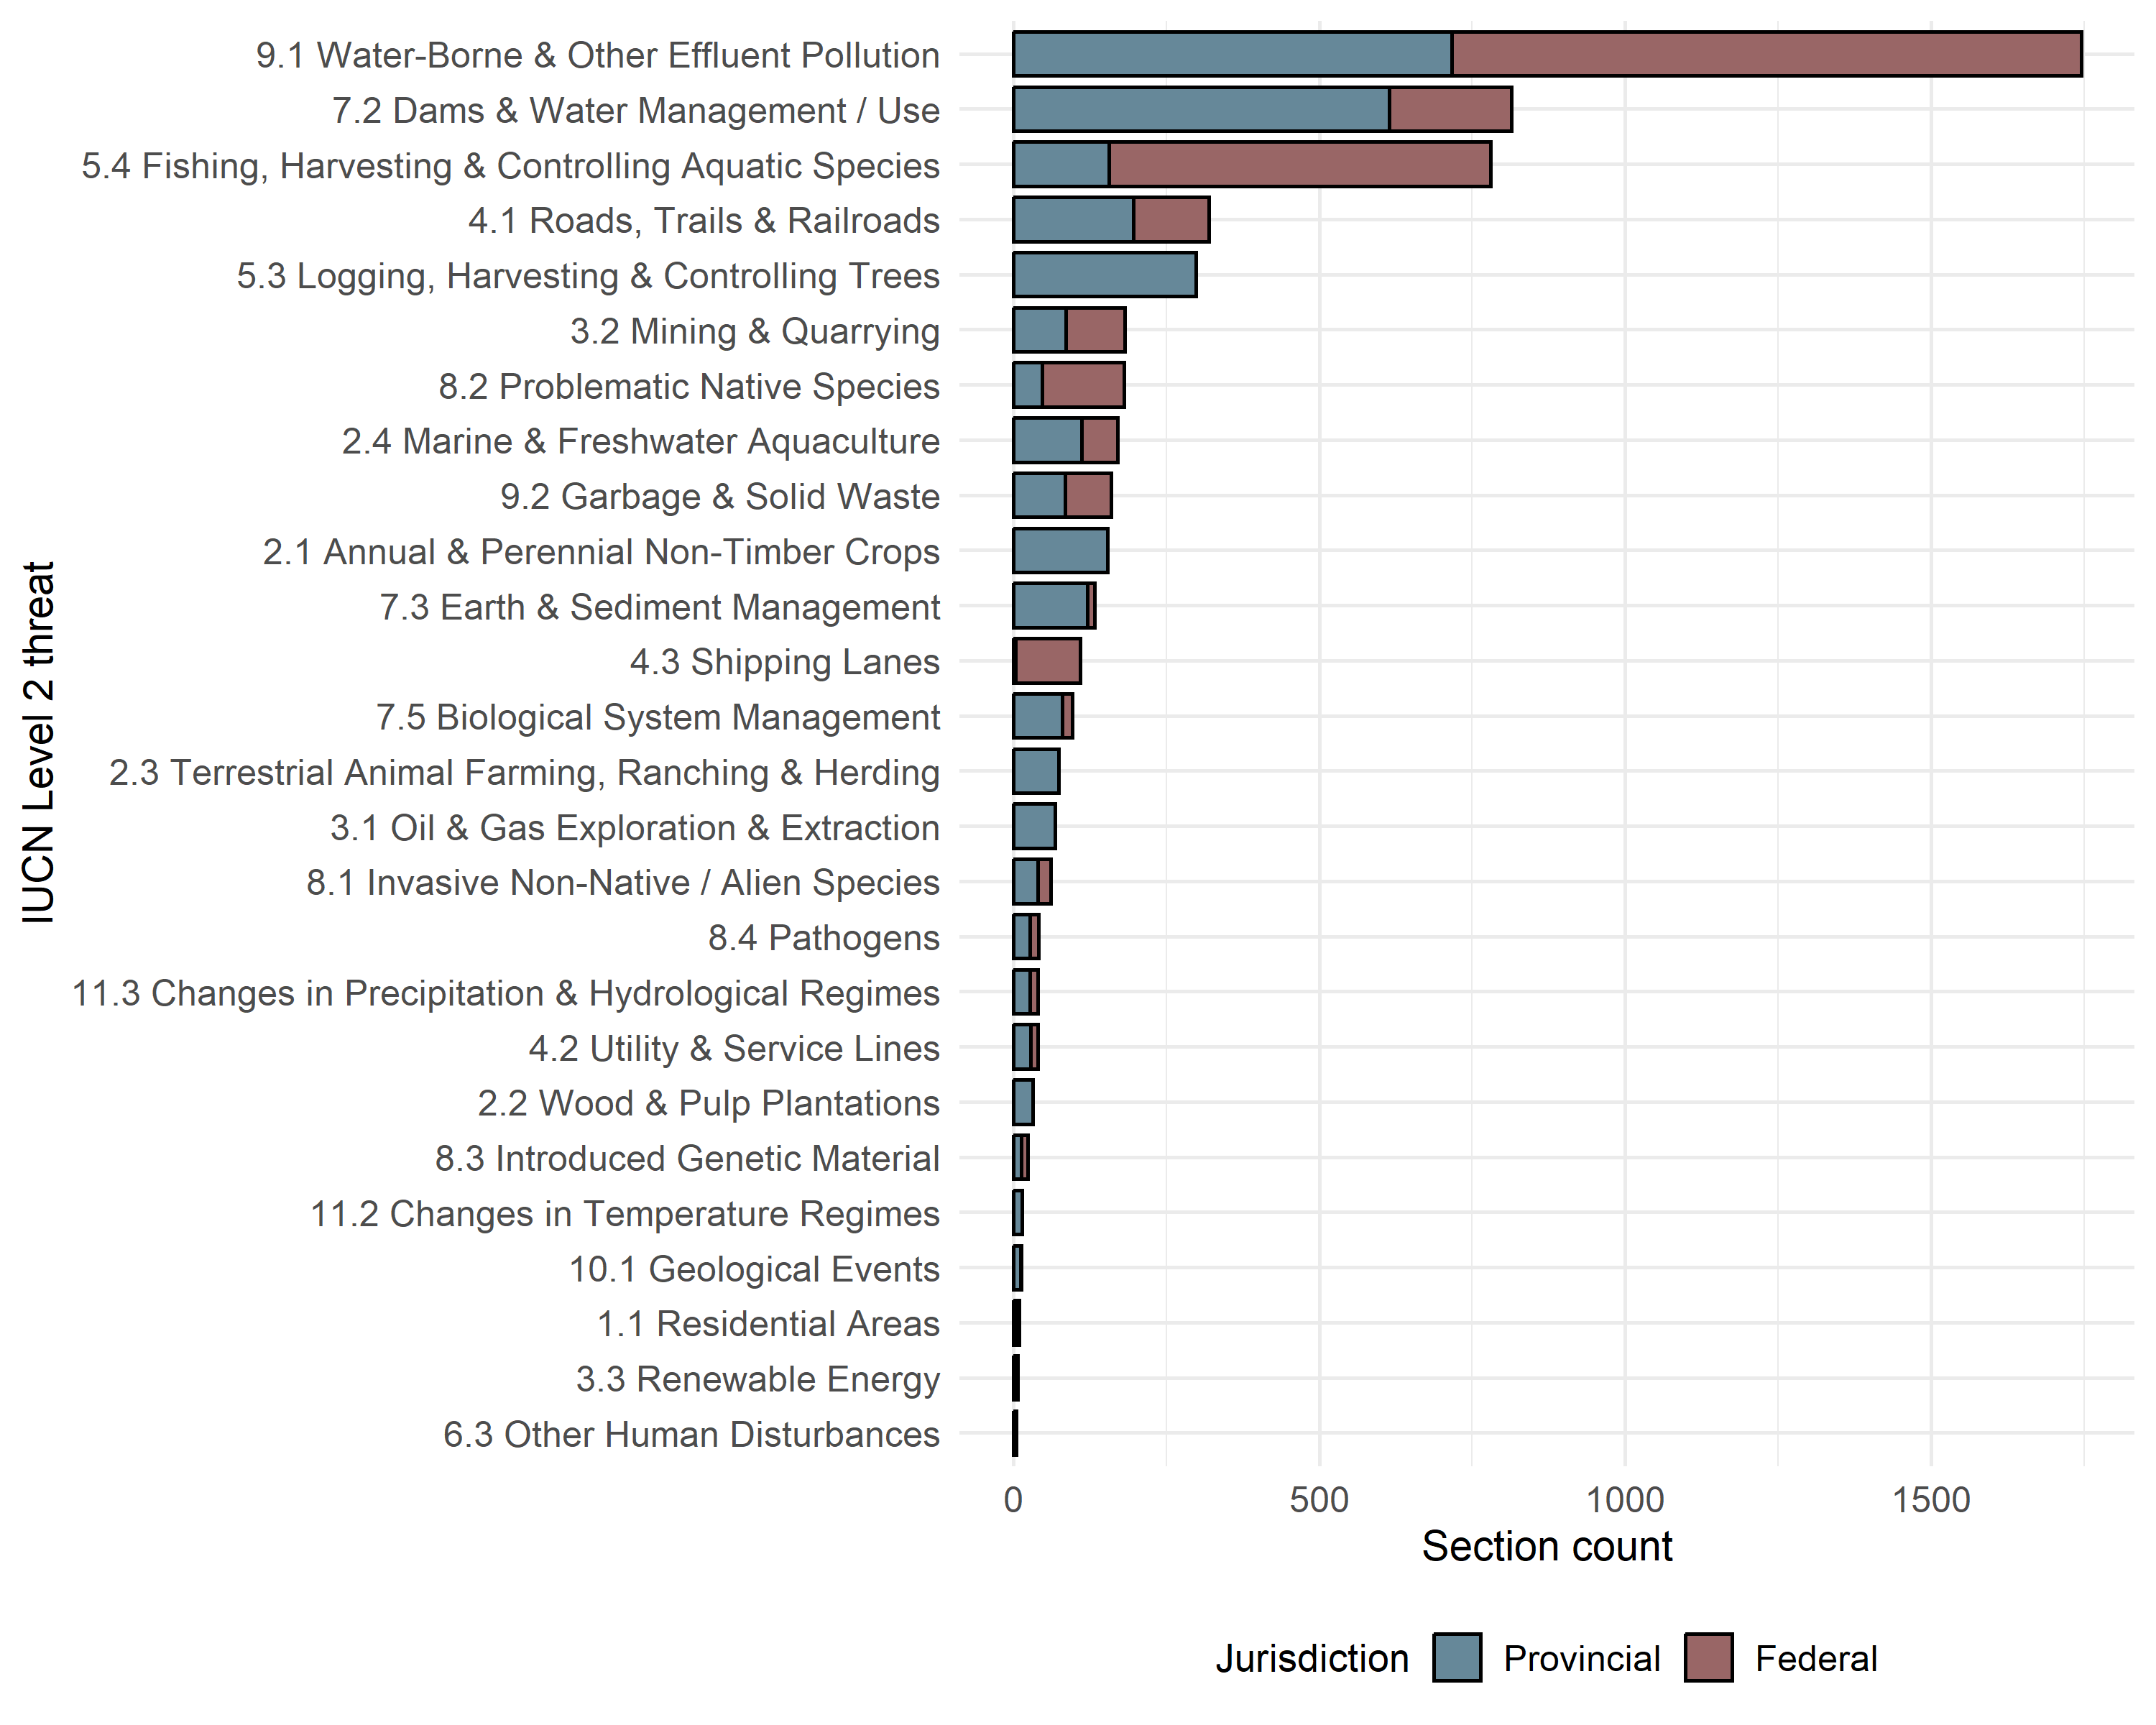 9.1 Water-Borne & Other Effluent Pollution
7.2 Dams & Water Management / Use
5.4 Fishing, Harvesting & Controlling Aquatic Species
4.1 Roads, Trails & Railroads
5.3 Logging, Harvesting & Controlling Trees
3.2 Mining & Quarrying
8.2 Problematic Native Species
2.4 Marine & Freshwater Aquaculture
9.2 Garbage & Solid Waste
2.1 Annual & Perennial Non-Timber Crops
7.3 Earth & Sediment Management
4.3 Shipping Lanes
7.5 Biological System Management
2.3 Terrestrial Animal Farming, Ranching & Herding
3.1 Oil & Gas Exploration & Extraction
8.1 Invasive Non-Native / Alien Species
8.4 Pathogens
11.3 Changes in Precipitation & Hydrological Regimes
4.2 Utility & Service Lines
2.2 Wood & Pulp Plantations
8.3 Introduced Genetic Material
11.2 Changes in Temperature Regimes
10.1 Geological Events
1.1 Residential Areas
3.3 Renewable Energy
6.3 Other Human Disturbances
IUCN Level 2 threat
0 500 1000 1500
Section count
Jurisdiction Provincial Federal